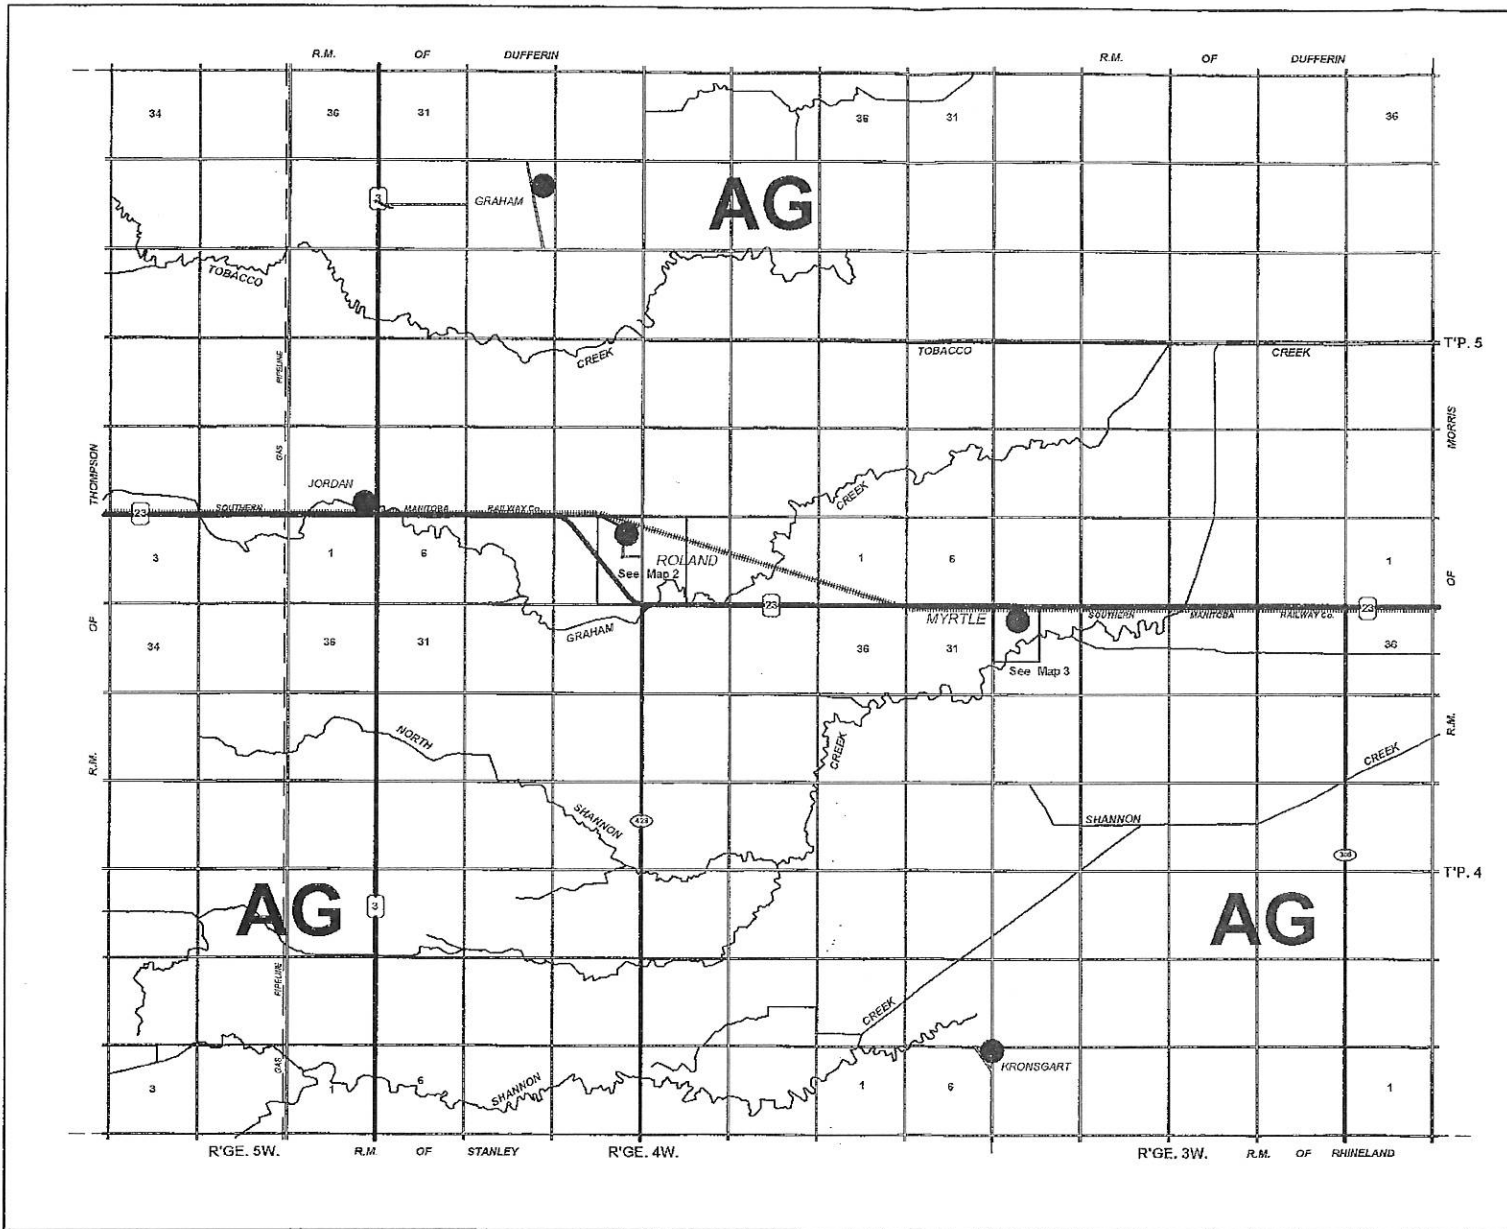 R.M. OF DUFFERIN R.M. OF DUFFERIN
34 36 31 36 31 36
3 GRAHAM
AG
TOBACCO
CREEK
TOBACCO CREEK
T'P. 5
PIPELINE
GAS
THOMPSON
OF
R.M.
MORRIS
OF
R.M.
JORDAN
CREEK
23 SOUTHERN MANITOBA RAILWAY Co.
3 1 6 ROLAND 1 6 1
See Map 2
23
MYRTLE SOUTHERN MANITOBA RAILWAY Co. 23
GRAHAM
34 36 31 36 31 36
See Map 3
NORTH
CREEK
CREEK
SHANNON
SHANNON
T'P. 4
AG 3 AG
PIPELINE
GAS
CREEK
KRONSGART
3 1 6 SHANNON 1 6 1
R'GE. 5W. R.M. OF STANLEY R'GE. 4W. R'GE. 3W. R.M. OF RHINELAND